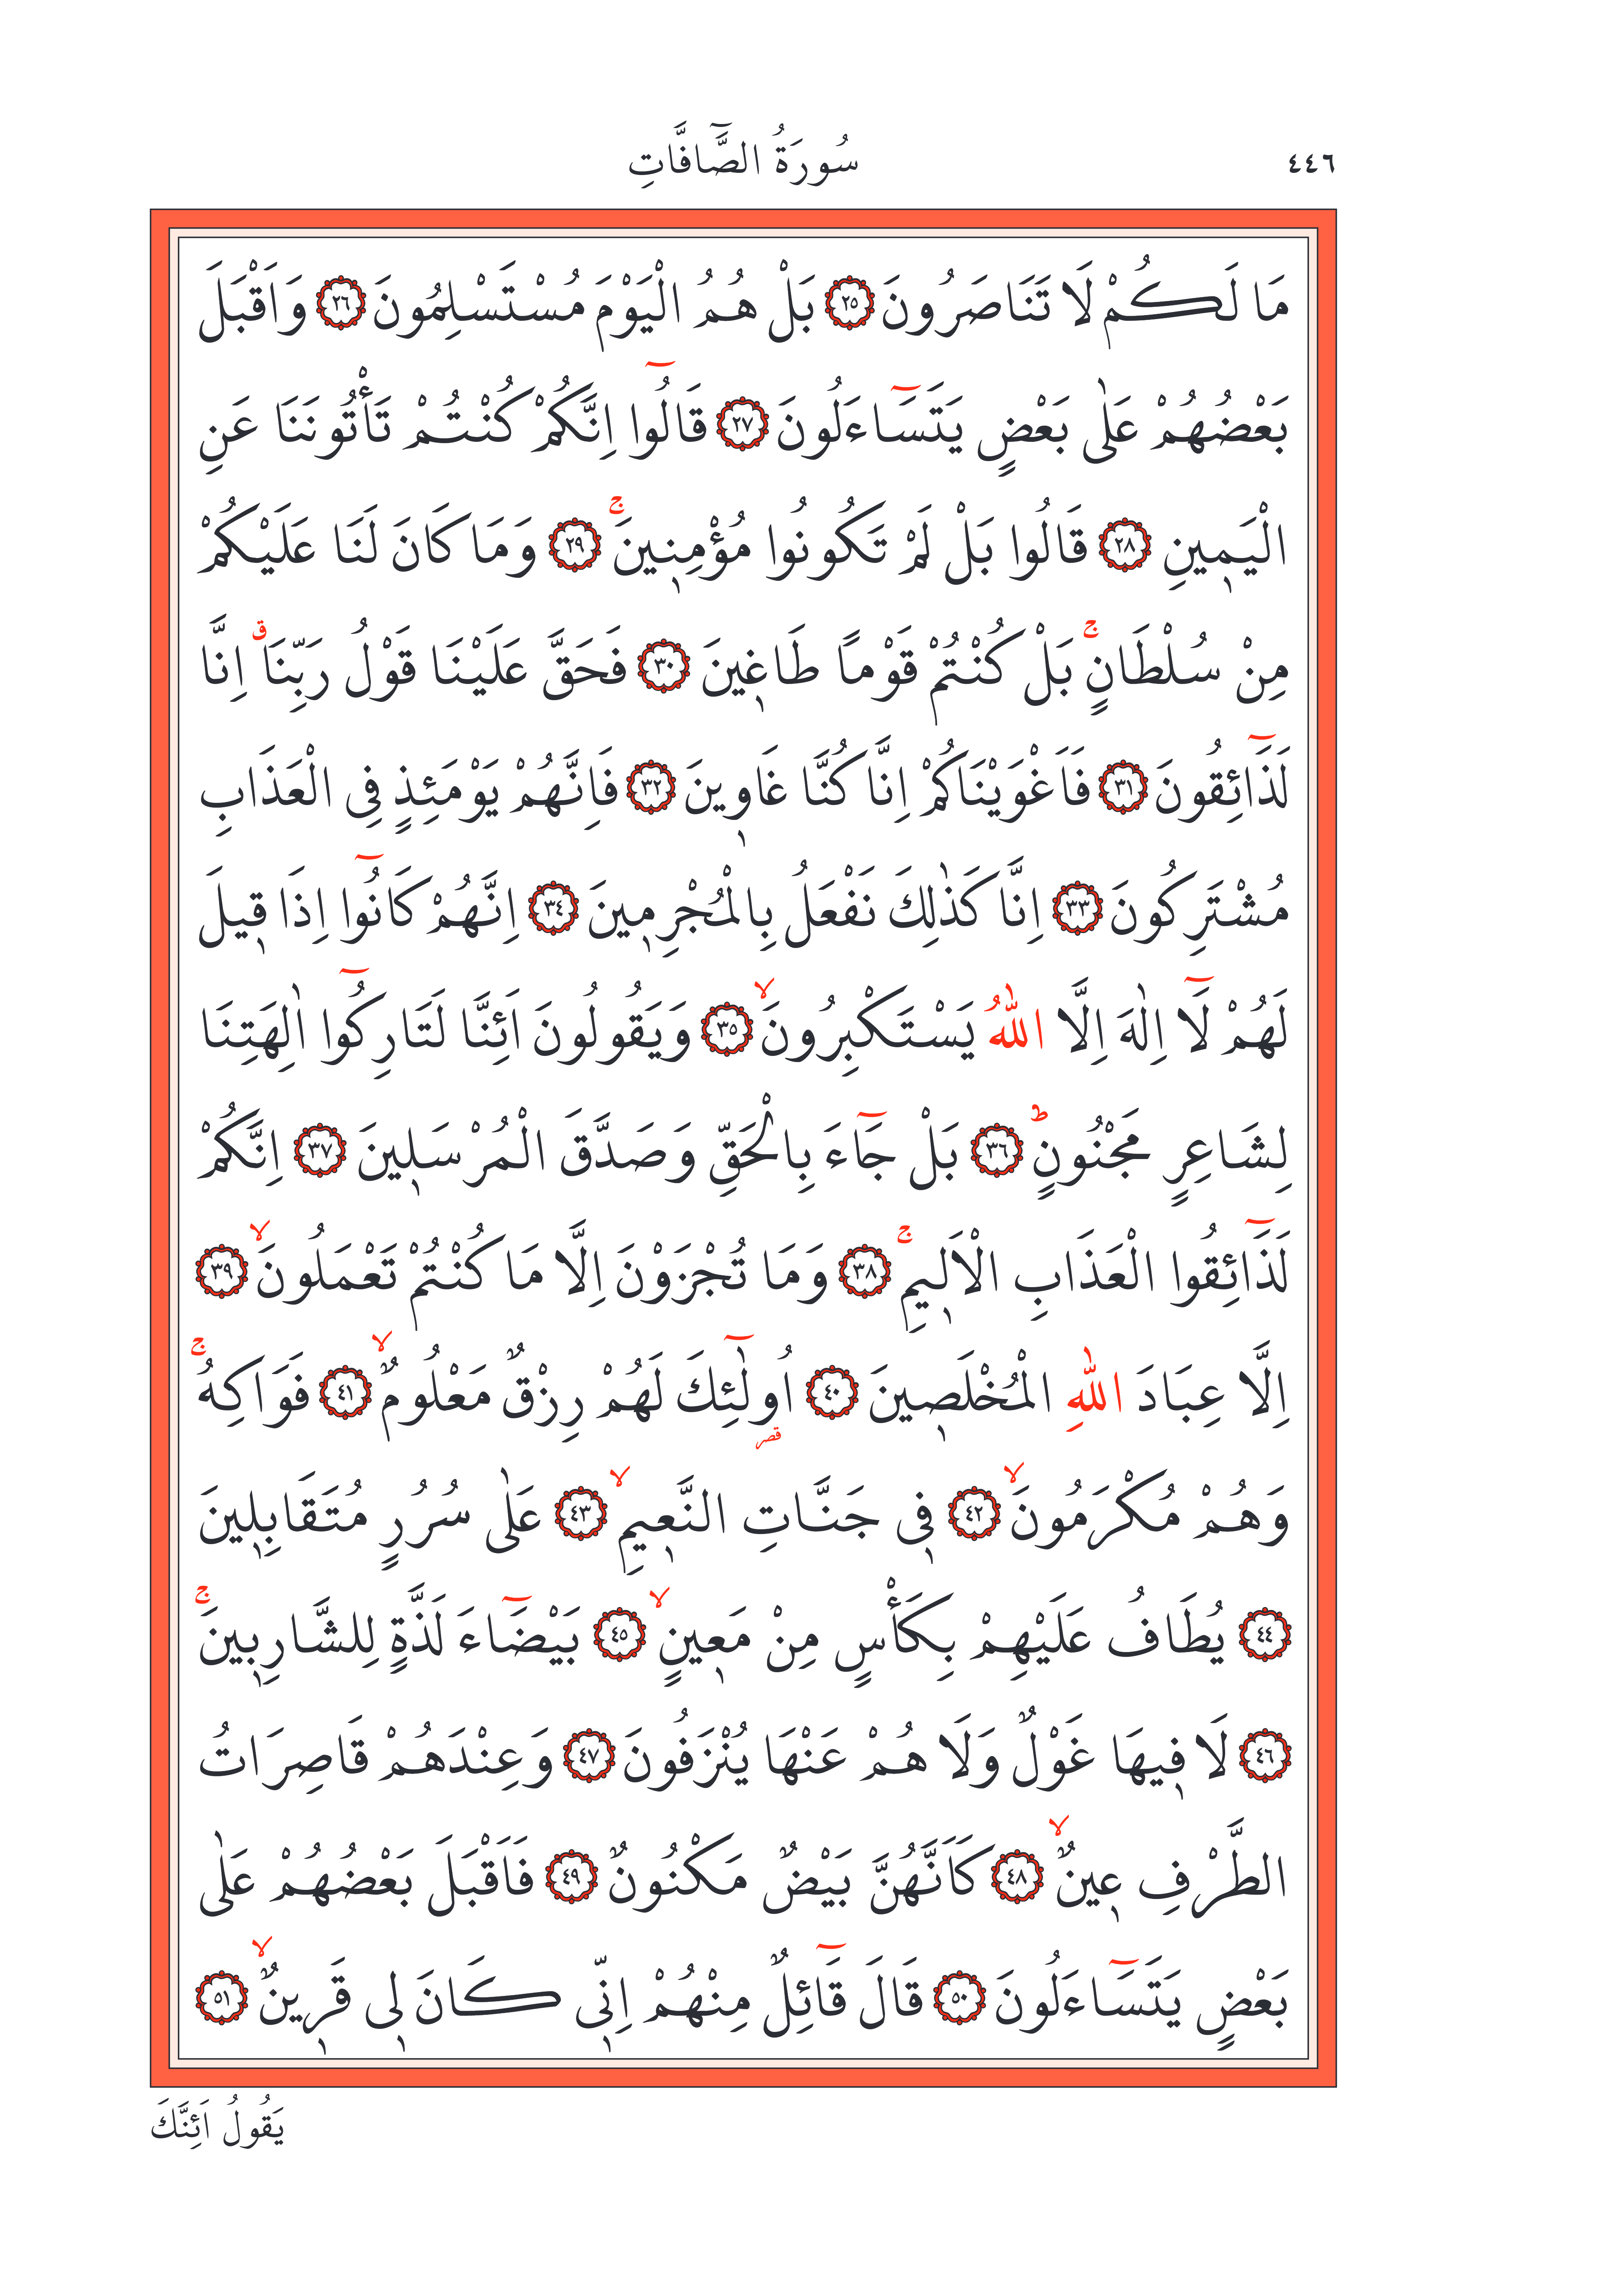 ٤٤٦
سُورَةُ الصَّٓافَّاتِ
مَا لَكُمْ لَا تَنَاصَرُونَ ٢٥ بَلْ هُمُ الْيَوْمَ مُسْتَسْلِمُونَ ٢٦ وَاَقْبَلَ
بَعْضُهُمْ عَلٰى بَعْضٍ يَتَسَٓاءَلُونَ ٢٧ قَالُٓوا اِنَّكُمْ كُنْتُمْ تَأْتُونَنَا عَنِ
الْيَم۪ينِ ٢٨ قَالُوا بَلْ لَمْ تَكُونُوا مُؤْمِن۪ينَۚ ٢٩ وَمَا كَانَ لَنَا عَلَيْكُمْ
مِنْ سُلْطَانٍۚ بَلْ كُنْتُمْ قَوْمًا طَاغ۪ينَ ٣٠ فَحَقَّ عَلَيْنَا قَوْلُ رَبِّنَاۗ اِنَّا
لَذَٓائِقُونَ ٣١ فَاَغْوَيْنَاكُمْ اِنَّا كُنَّا غَاو۪ينَ ٣٢ فَاِنَّهُمْ يَوْمَئِذٍ فِى الْعَذَابِ
مُشْتَرِكُونَ ٣٣ اِنَّا كَذٰلِكَ نَفْعَلُ بِالْمُجْرِم۪ينَ ٣٤ اِنَّهُمْ كَانُٓوا اِذَا ق۪يلَ
لَهُمْ لَٓا اِلٰهَ اِلَّا اللّٰهُ يَسْتَكْبِرُونَۙ ٣٥ وَيَقُولُونَ اَئِنَّا لَتَارِكُٓوا اٰلِهَتِنَا
لِشَاعِرٍ مَجْنُونٍۜ ٣٦ بَلْ جَٓاءَ بِالْحَقِّ وَصَدَّقَ الْمُرْسَل۪ينَ ٣٧ اِنَّكُمْ
لَذَٓائِقُوا الْعَذَابِ الْاَل۪يمِۚ ٣٨ وَمَا تُجْزَوْنَ اِلَّا مَا كُنْتُمْ تَعْمَلُونَۙ ٣٩
اِلَّا عِبَادَ اللّٰهِ الْمُخْلَص۪ينَ ٤٠ اُو۬لٰٓئِكَ لَهُمْ رِزْقٌ مَعْلُومٌۙ ٤١ فَوَاكِهُۚ
وَهُمْ مُكْرَمُونَۙ ٤٢ ف۪ى جَنَّاتِ النَّع۪يمِۙ ٤٣ عَلٰى سُرُرٍ مُتَقَابِل۪ينَ
٤٤ يُطَافُ عَلَيْهِمْ بِكَأْسٍ مِنْ مَع۪ينٍۙ ٤٥ بَيْضَٓاءَ لَذَّةٍ لِلشَّارِب۪ينَۚ
٤٦ لَا ف۪يهَا غَوْلٌ وَلَا هُمْ عَنْهَا يُنْزَفُونَ ٤٧ وَعِنْدَهُمْ قَاصِرَاتُ
الطَّرْفِ ع۪ينٌۙ ٤٨ كَاَنَّهُنَّ بَيْضٌ مَكْنُونٌ ٤٩ فَاَقْبَلَ بَعْضُهُمْ عَلٰى
بَعْضٍ يَتَسَٓاءَلُونَ ٥٠ قَالَ قَٓائِلٌ مِنْهُمْ اِنّ۪ى كَانَ ل۪ى قَر۪ينٌۙ ٥١
يَقُولُ اَئِنَّكَ